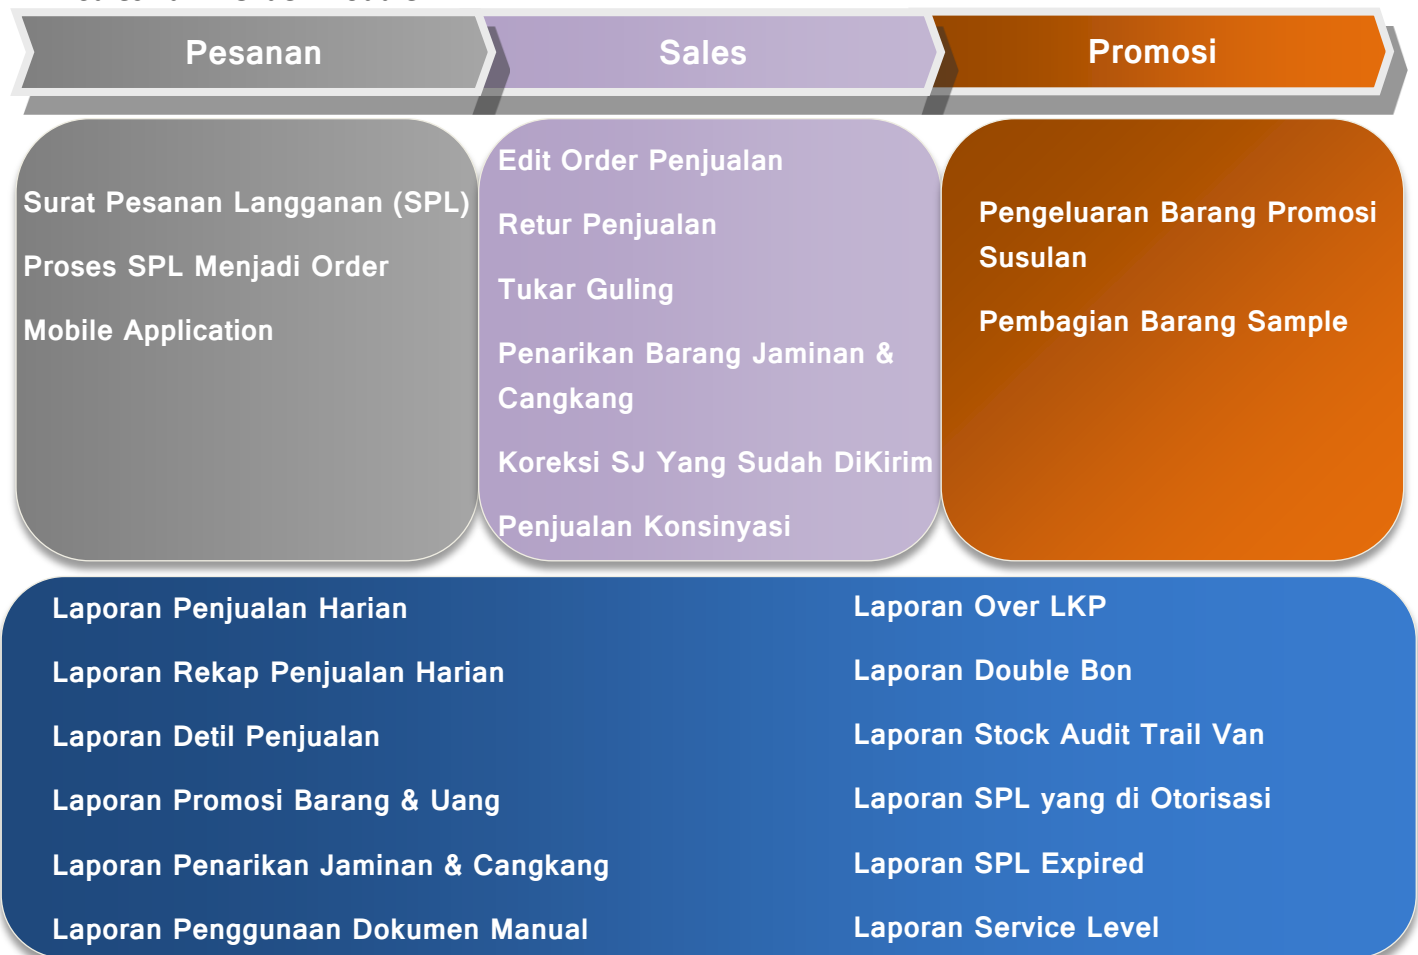 Pesanan
Sales
Promosi
Surat Pesanan Langganan (SPL)
Proses SPL Menjadi Order
Mobile Application
Edit Order Penjualan
Retur Penjualan
Tukar Guling
Penarikan Barang Jaminan &
Cangkang
Koreksi SJ Yang Sudah DiKirim
Penjualan Konsinyasi
Pengeluaran Barang Promosi
Susulan
Pembagian Barang Sample
Laporan Penjualan Harian
Laporan Rekap Penjualan Harian
Laporan Detil Penjualan
Laporan Promosi Barang & Uang
Laporan Penarikan Jaminan & Cangkang
Laporan Penggunaan Dokumen Manual
Laporan Over LKP
Laporan Double Bon
Laporan Stock Audit Trail Van
Laporan SPL yang di Otorisasi
Laporan SPL Expired
Laporan Service Level